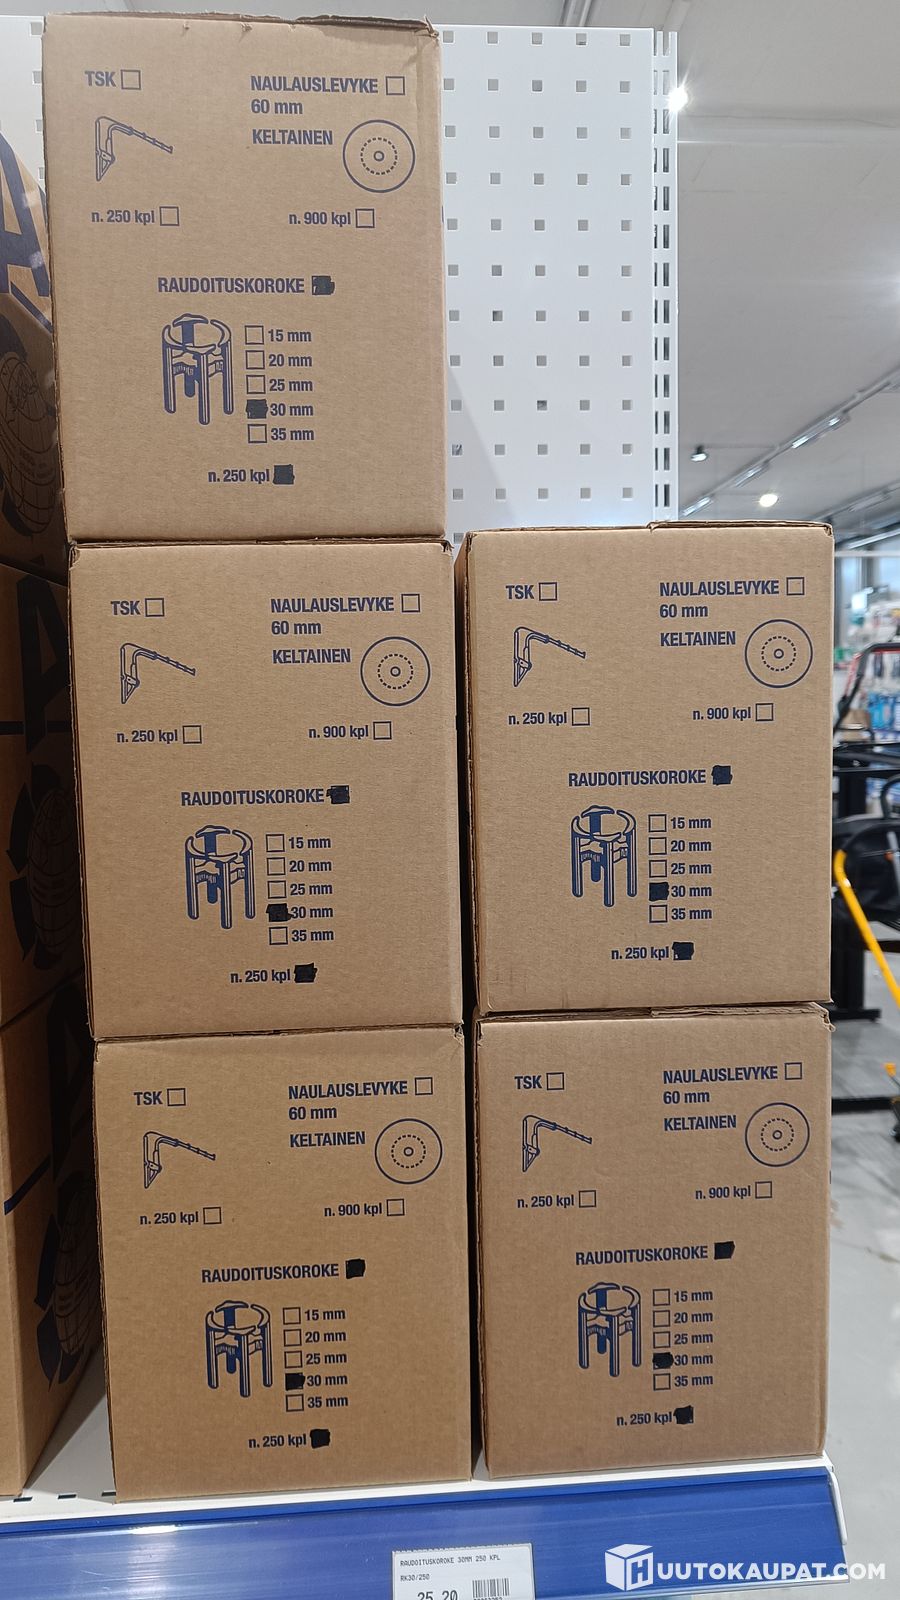 TSK
NAULAUSLEVYKE
60 mm
KELTAINEN
n. 250 kpl
n. 900 kpl
RAUDOITUSKOROKE
15 mm
20 mm
25 mm
30 mm
35 mm
n. 250 kpl
TSK
NAULAUSLEVYKE
60 mm
KELTAINEN
n. 250 kpl
n. 900 kpl
RAUDOITUSKOROKE
15 mm
20 mm
25 mm
30 mm
35 mm
n. 250 kpl
TSK
NAULAUSLEVYKE
60 mm
KELTAINEN
n. 250 kpl
n. 900 kpl
RAUDOITUSKOROKE
15 mm
20 mm
25 mm
30 mm
35 mm
n. 250 kpl
TSK
NAULAUSLEVYKE
60 mm
KELTAINEN
n. 250 kpl
n. 900 kpl
RAUDOITUSKOROKE
15 mm
20 mm
25 mm
30 mm
35 mm
n. 250 kpl
TSK
NAULAUSLEVYKE
60 mm
KELTAINEN
n. 250 kpl
n. 900 kpl
RAUDOITUSKOROKE
15 mm
20 mm
25 mm
30 mm
35 mm
n. 250 kpl
RAUDOITUSKOROKE 30MM 250 KPL
RK30/250
25,20
HUUTOKAUPAT.COM